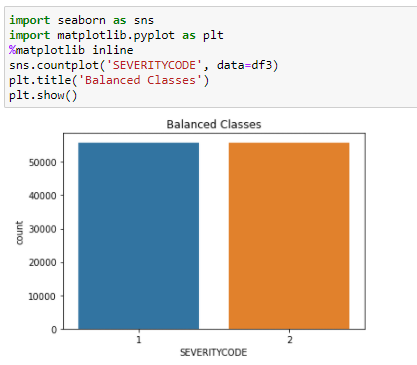 import seaborn as sns
import matplotlib.pyplot as plt
%matplotlib inline
sns.countplot('SEVERITYCODE', data=df3)
plt.title('Balanced Classes')
plt.show()
Balanced Classes
50000
40000
30000
20000
10000
0
count
1 2
SEVERITYCODE